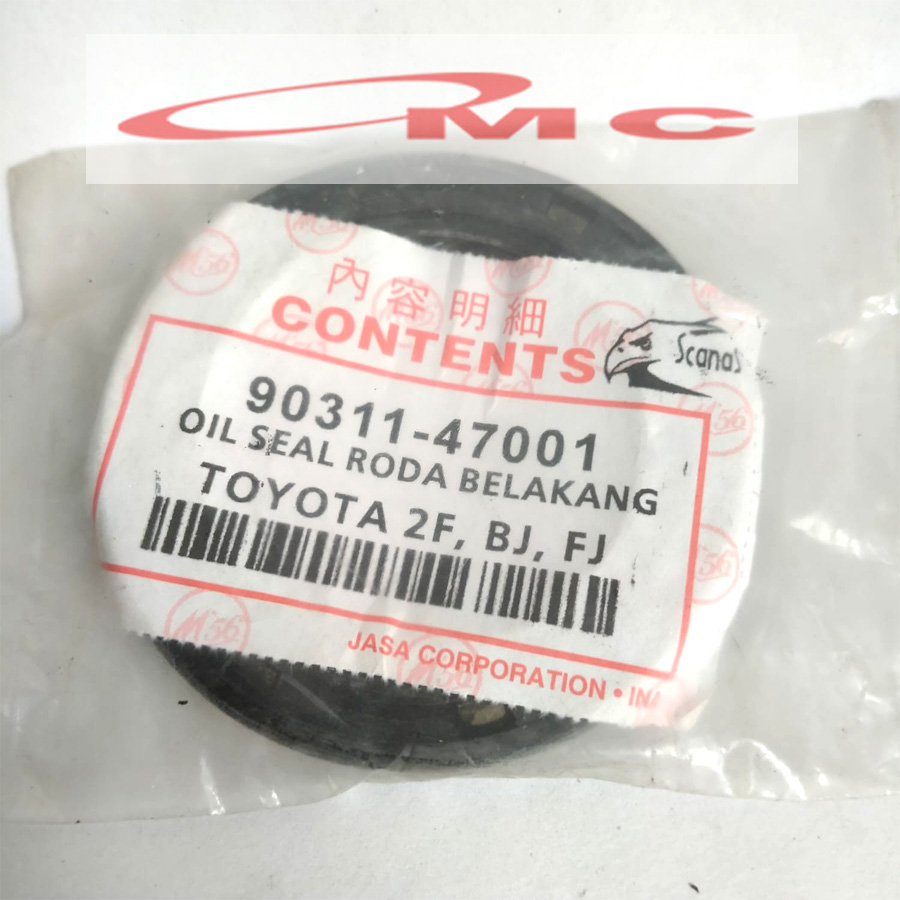 CMC
內容明細
CONTENTS
Scanas
90311-47001
OIL SEAL RODA BELAKANG
TOYOTA 2F, BJ, FJ
JASA CORPORATION •
M'56